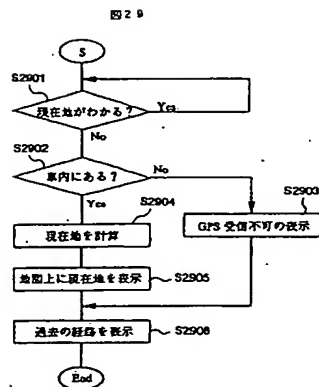 図29
S
S2901
現在地がわかる?
Yes
No
S2902
車内にある?
No
Yes
S2904
S2903
現在地を計算
GPS受信不可の表示
地図上に現在地を表示
S2905
過去の経路を表示
S2906
End